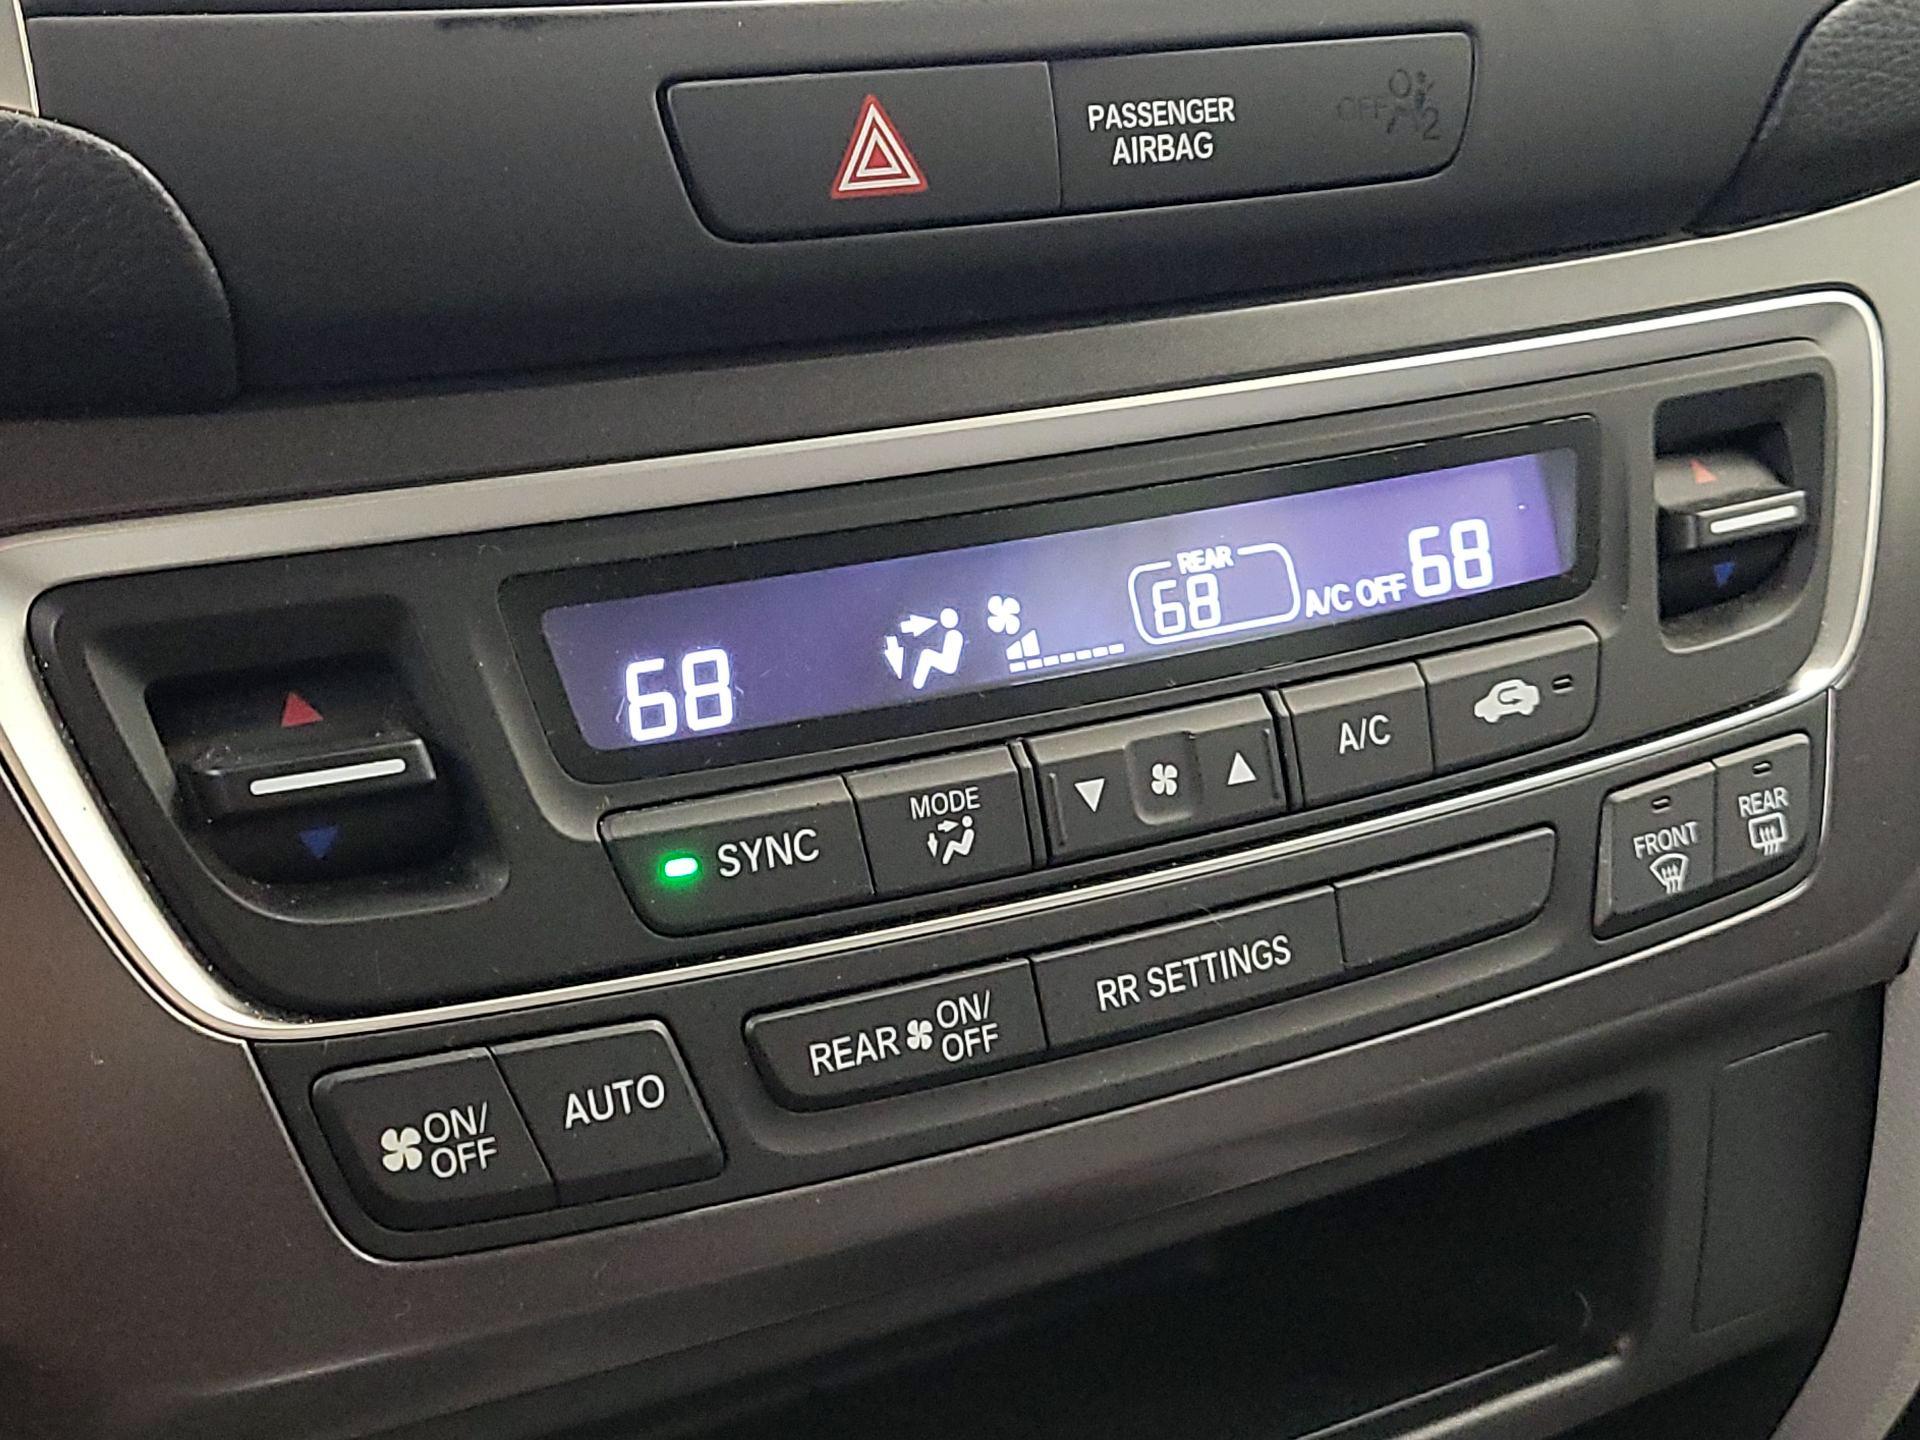 PASSENGER
AIRBAG
OFF 2
68
REAR
68
A/C OFF
68
SYNC
MODE
A/C
FRONT
REAR
ON/
OFF
AUTO
REAR ON/
OFF
RR SETTINGS